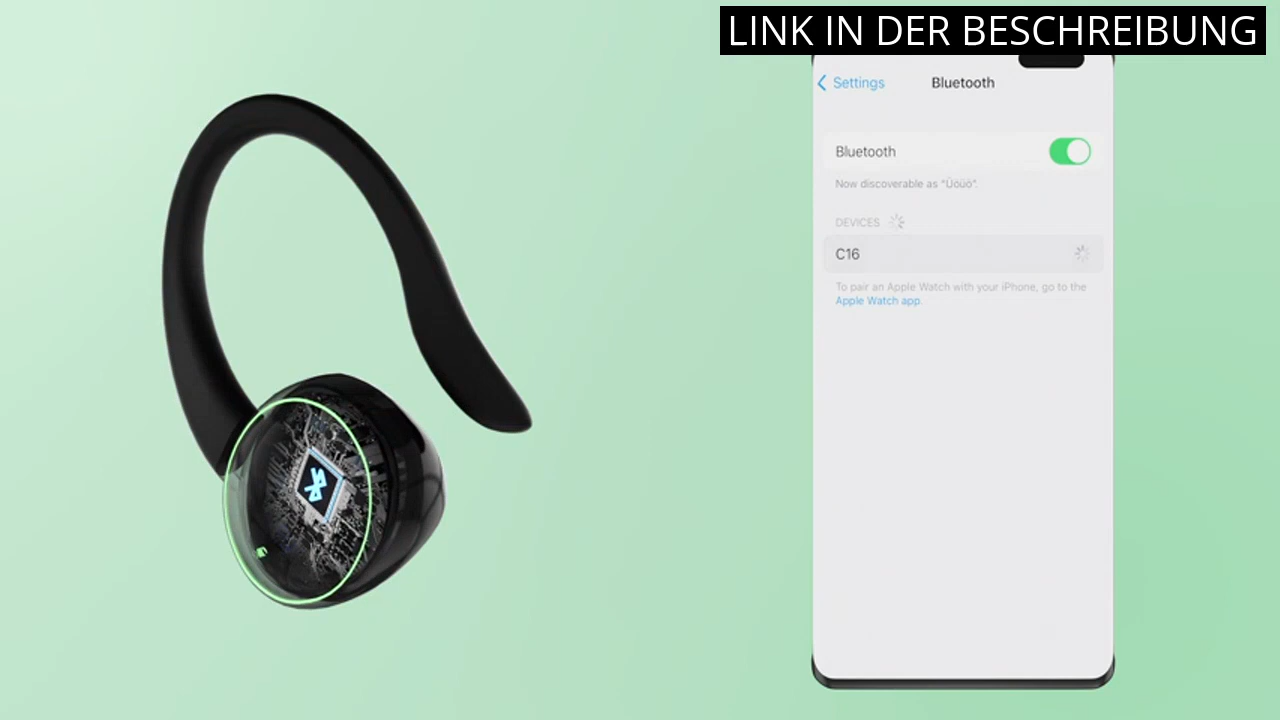 LINK IN DER BESCHREIBUNG
Settings
Bluetooth
Bluetooth
Now discoverable as "Üöüö".
DEVICES
C16
To pair an Apple Watch with your iPhone, go to the
Apple Watch app.